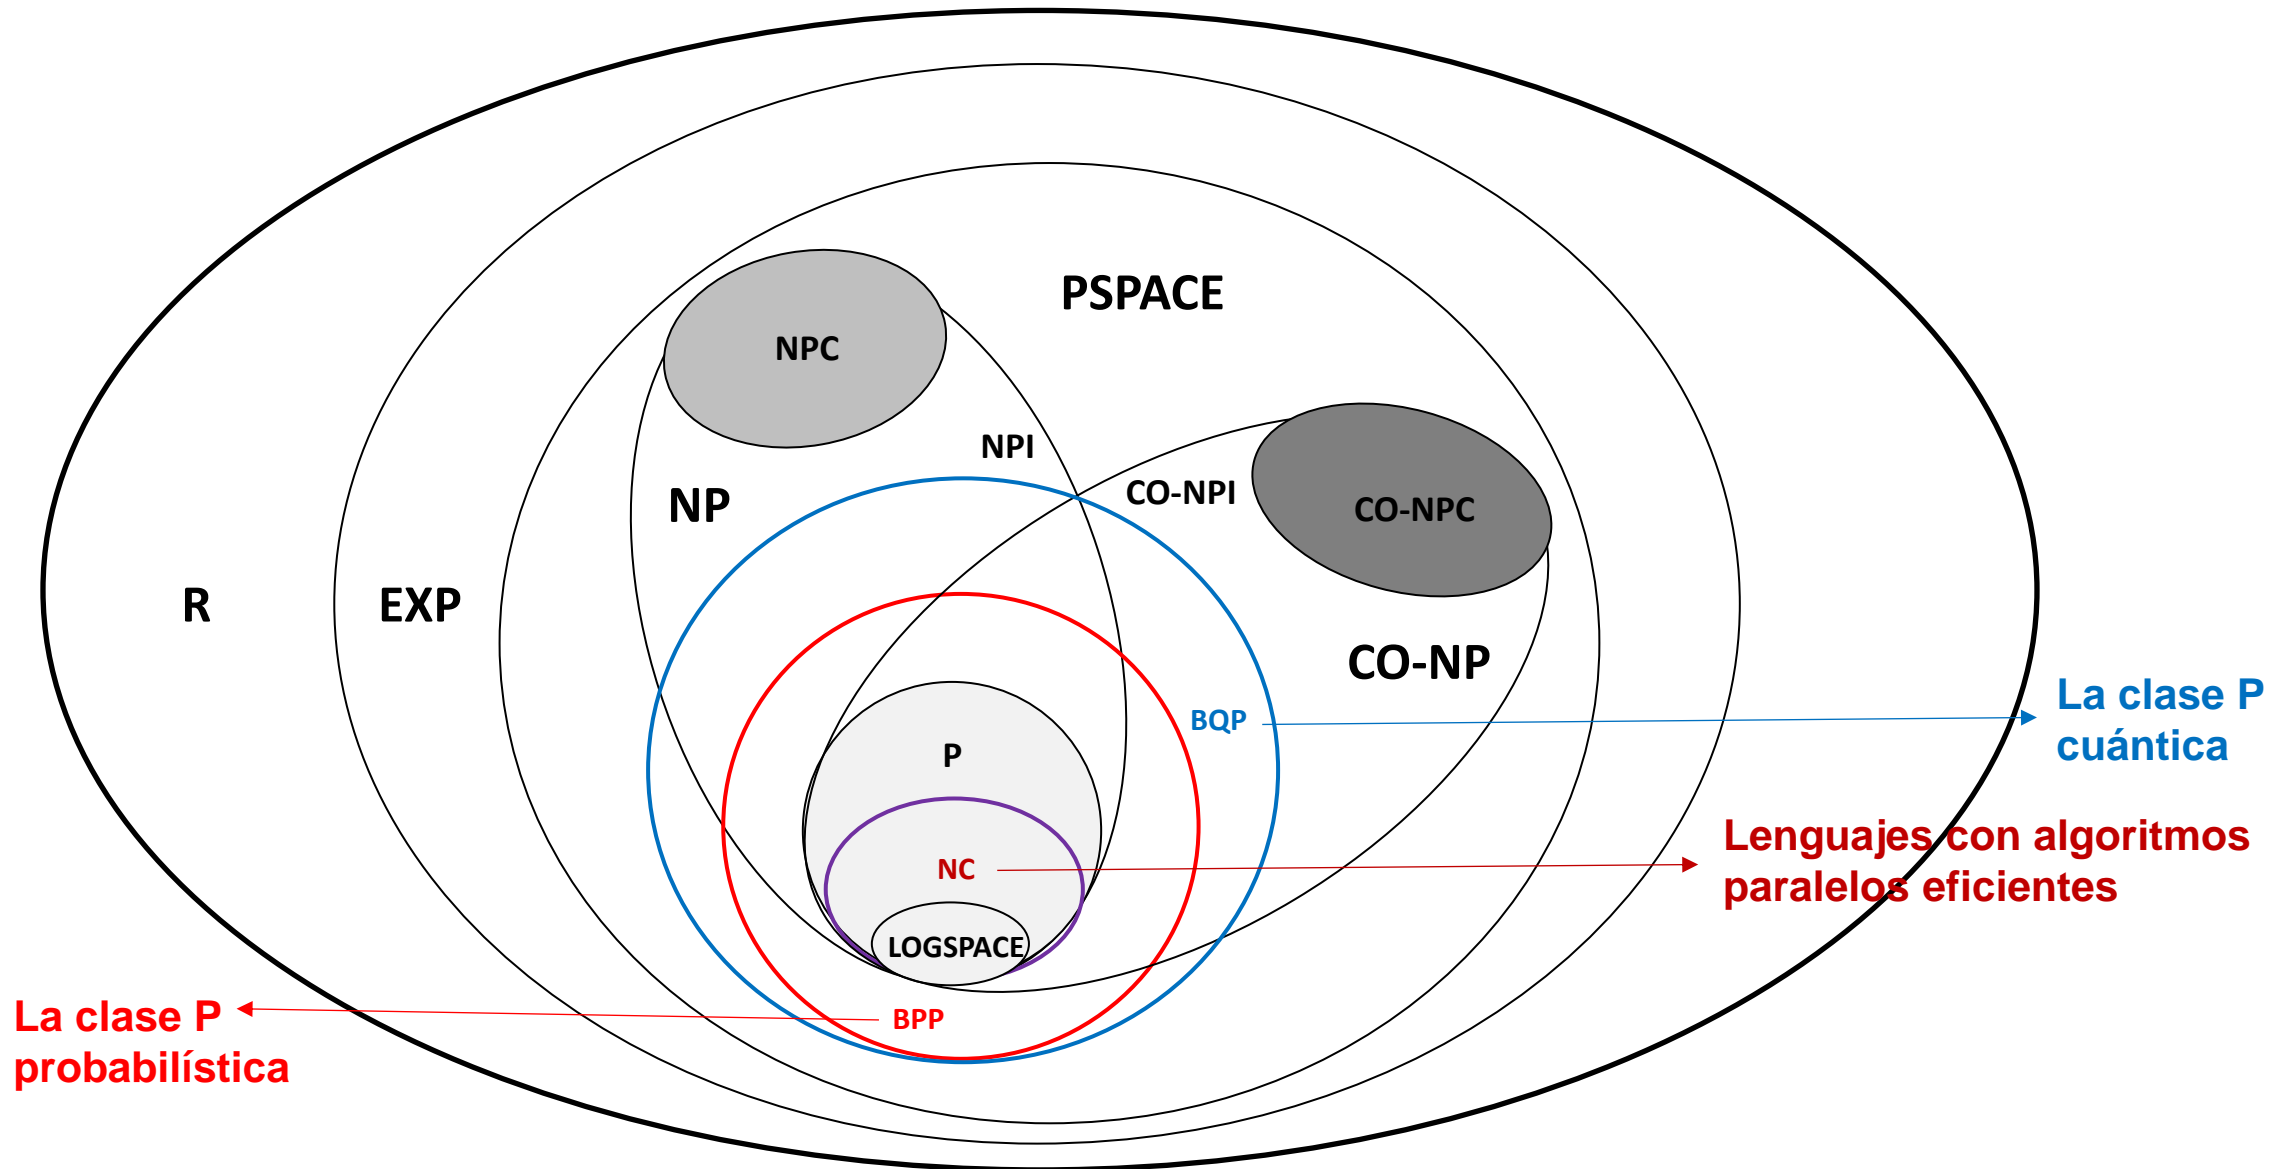 PSPACE
NPC
NPI
NP
CO-NPI
CO-NPC
R
EXP
CO-NP
BQP
La clase P
cuántica
P
NC
Lenguajes con algoritmos
paralelos eficientes
LOGSPACE
BPP
La clase P
probabilística